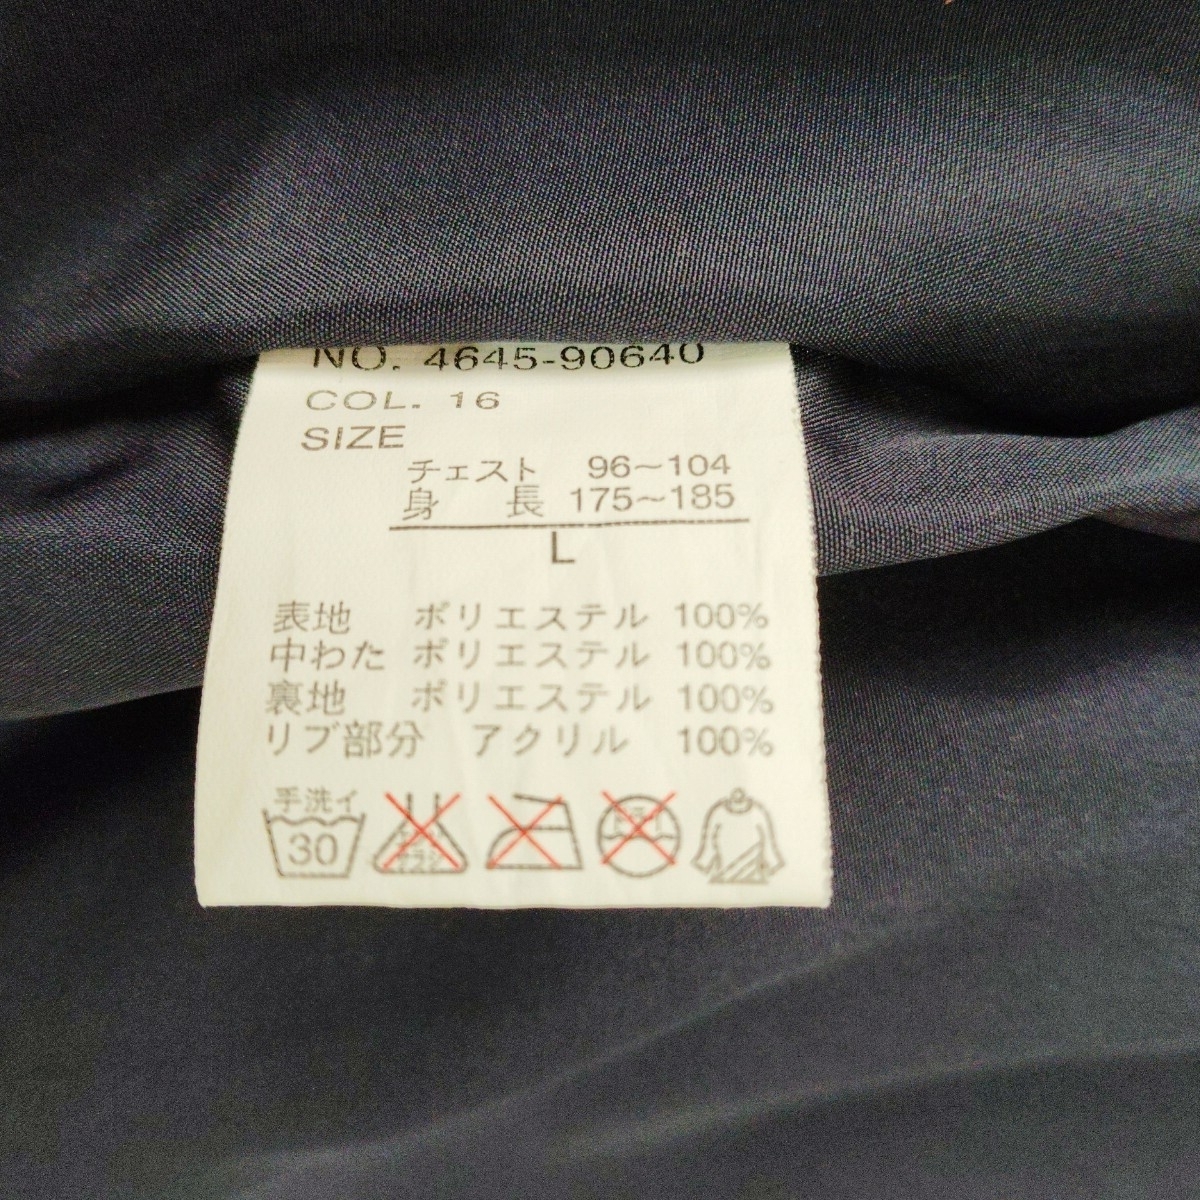 NO. 4645-90640
COL. 16
SIZE
チェスト 96～104
身 長 175～185
L
表地 ポリエステル 100%
中わた ポリエステル 100%
裏地 ポリエステル 100%
リブ部分 アクリル 100%
手洗イ
30